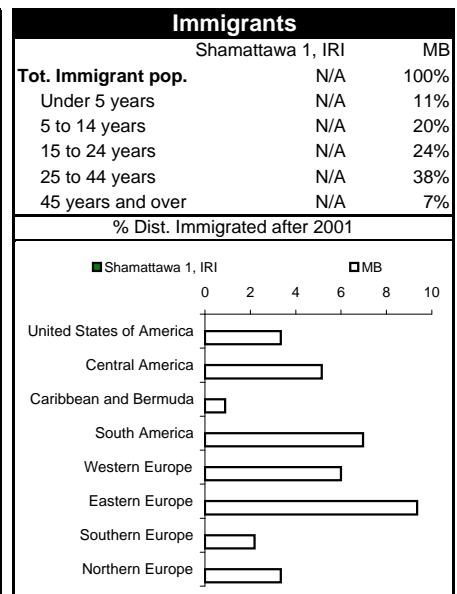 Immigrants
Shamattawa 1, IRI MB
Tot. Immigrant pop. N/A 100%
Under 5 years N/A 11%
5 to 14 years N/A 20%
15 to 24 years N/A 24%
25 to 44 years N/A 38%
45 years and over N/A 7%
% Dist. Immigrated after 2001
Shamattawa 1, IRI MB
0 2 4 6 8 10
United States of America
Central America
Caribbean and Bermuda
South America
Western Europe
Eastern Europe
Southern Europe
Northern Europe